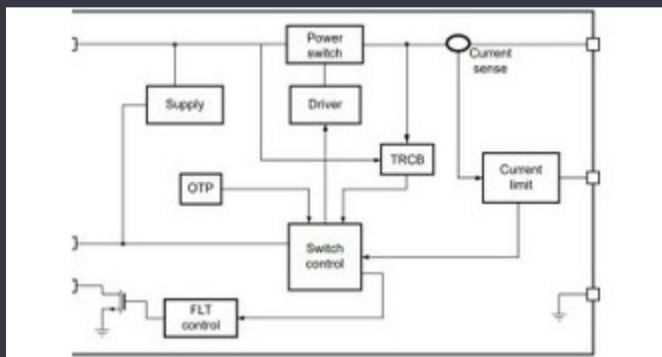 Power
switch
Current
sense
Supply
Driver
TRCB
Current
limit
OTP
Switch
control
FLT
control